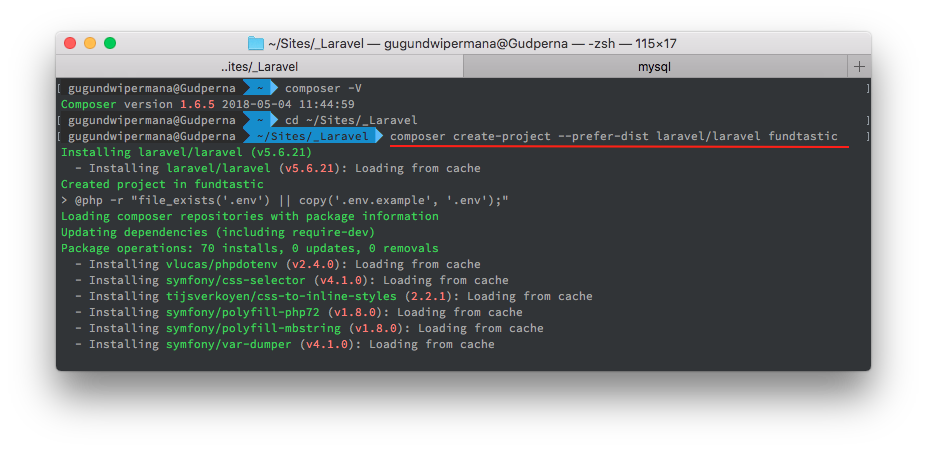 ~/Sites/_Laravel — gugundwipermana@Gudperna — -zsh — 115×17
..ites/_Laravel
mysql
+
[ gugundwipermana@Gudperna ~ composer -V ]
Composer version 1.6.5 2018-05-04 11:44:59
[ gugundwipermana@Gudperna ~ cd ~/Sites/_Laravel ]
[ gugundwipermana@Gudperna ~/Sites/_Laravel composer create-project --prefer-dist laravel/laravel fundtastic ]
Installing laravel/laravel (v5.6.21)
- Installing laravel/laravel (v5.6.21): Loading from cache
Created project in fundtastic
> @php -r "file_exists('.env') || copy('.env.example', '.env');"
Loading composer repositories with package information
Updating dependencies (including require-dev)
Package operations: 70 installs, 0 updates, 0 removals
- Installing vlucas/phpdotenv (v2.4.0): Loading from cache
- Installing symfony/css-selector (v4.1.0): Loading from cache
- Installing tijsverkoyen/css-to-inline-styles (2.2.1): Loading from cache
- Installing symfony/polyfill-php72 (v1.8.0): Loading from cache
- Installing symfony/polyfill-mbstring (v1.8.0): Loading from cache
- Installing symfony/var-dumper (v4.1.0): Loading from cache